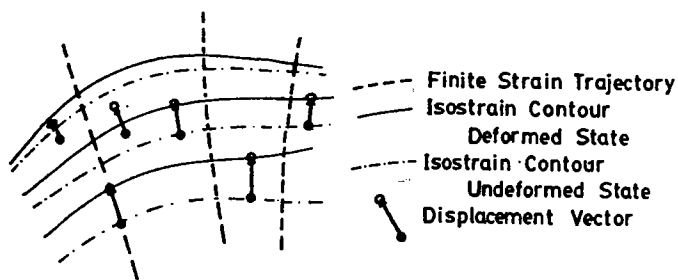 Finite Strain Trajectory
Isostrain Contour
Deformed State
Isostrain Contour
Undeformed State
Displacement Vector